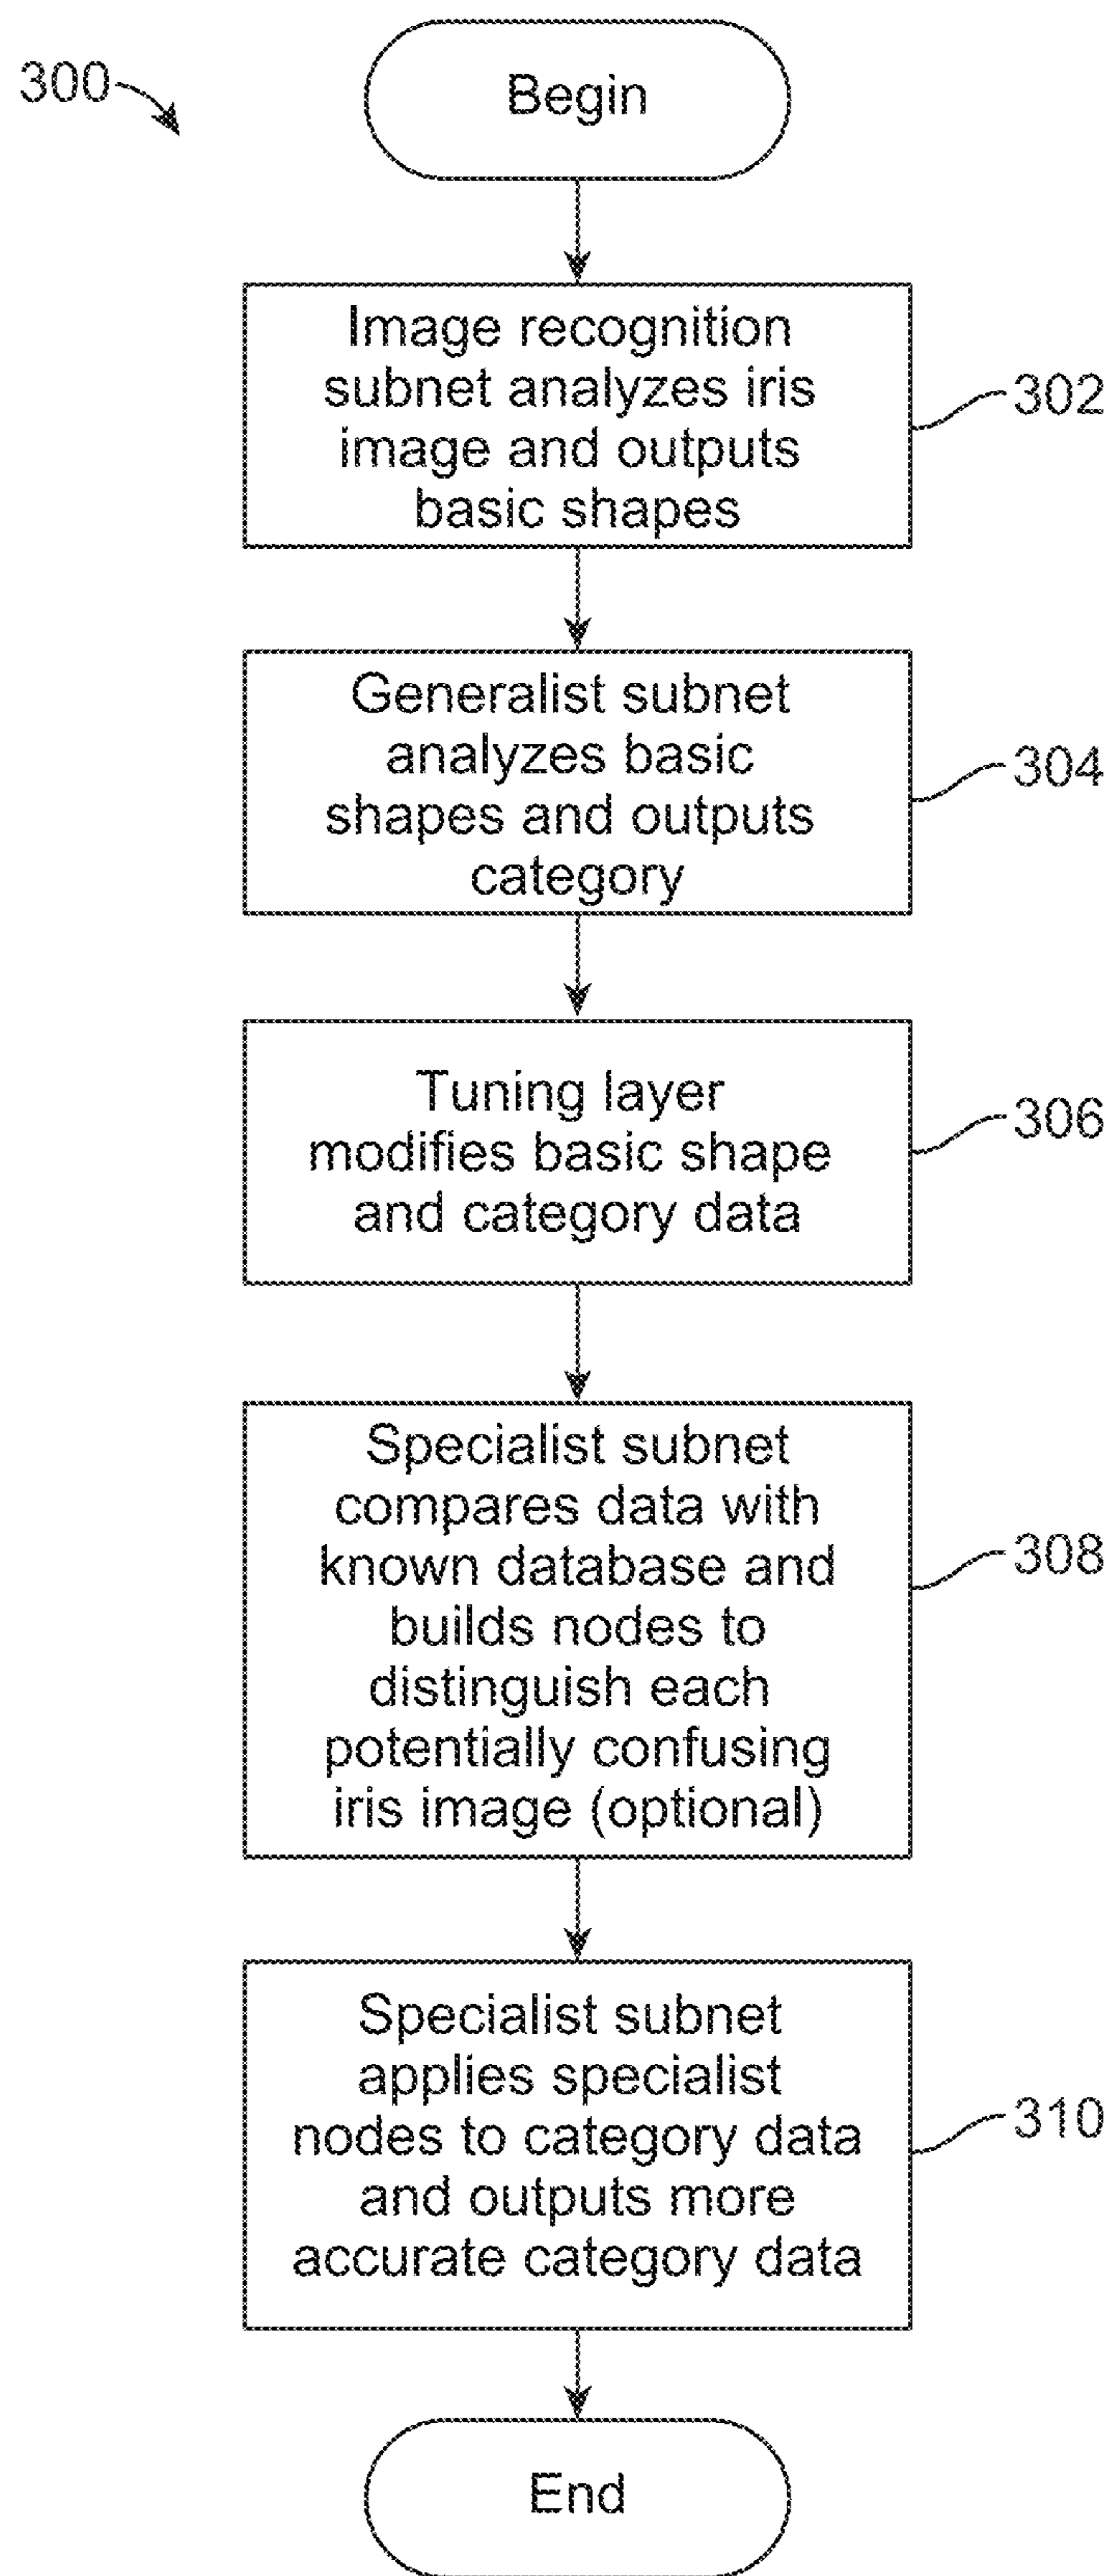 300
Begin
Image recognition
subnet analyzes iris
image and outputs
basic shapes
302
Generalist subnet
analyzes basic
shapes and outputs
category
304
Tuning layer
modifies basic shape
and category data
306
Specialist subnet
compares data with
known database and
builds nodes to
distinguish each
potentially confusing
iris image (optional)
308
Specialist subnet
applies specialist
nodes to category data
and outputs more
accurate category data
310
End